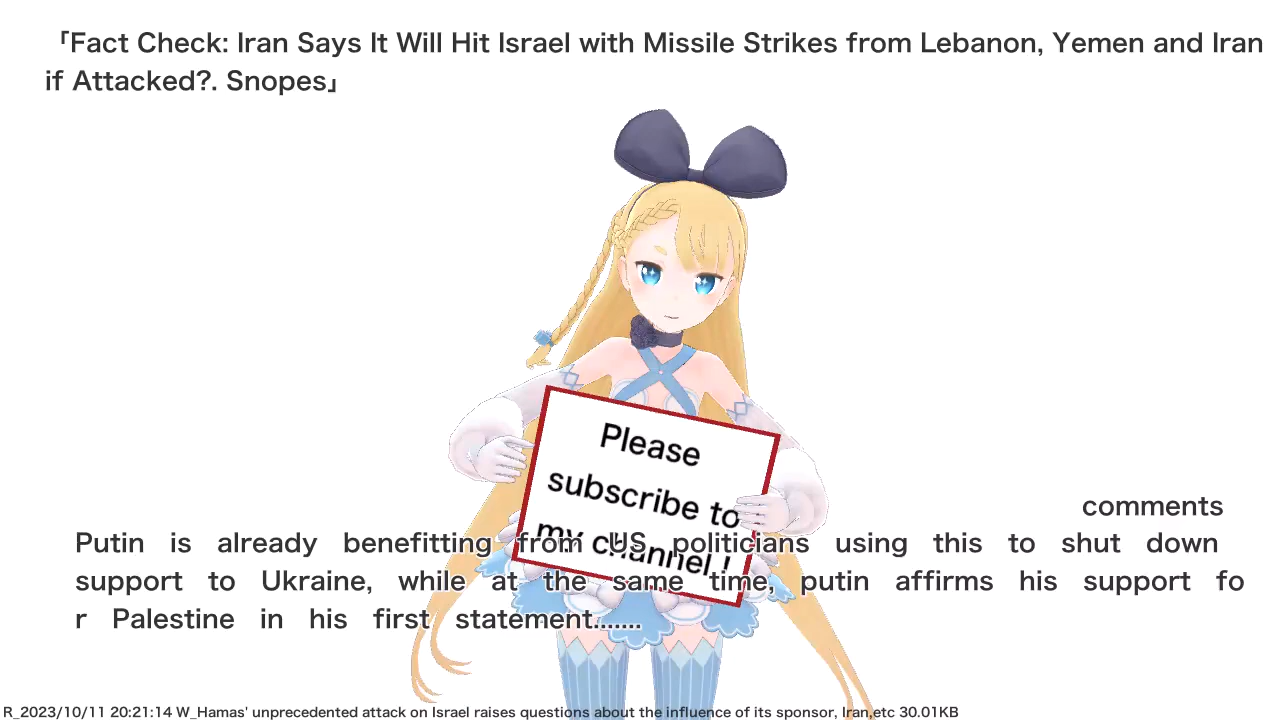 「Fact Check: Iran Says It Will Hit Israel with Missile Strikes from Lebanon, Yemen and Iran
if Attacked?. Snopes」
Please
subscribe to
my channel !
comments
Putin is already benefitting from US politicians using this to shut down
support to Ukraine, while at the same time, putin affirms his support fo
r Palestine in his first statement.......
R_2023/10/11 20:21:14 W_Hamas' unprecedented attack on Israel raises questions about the influence of its sponsor, Iran,etc 30.01KB